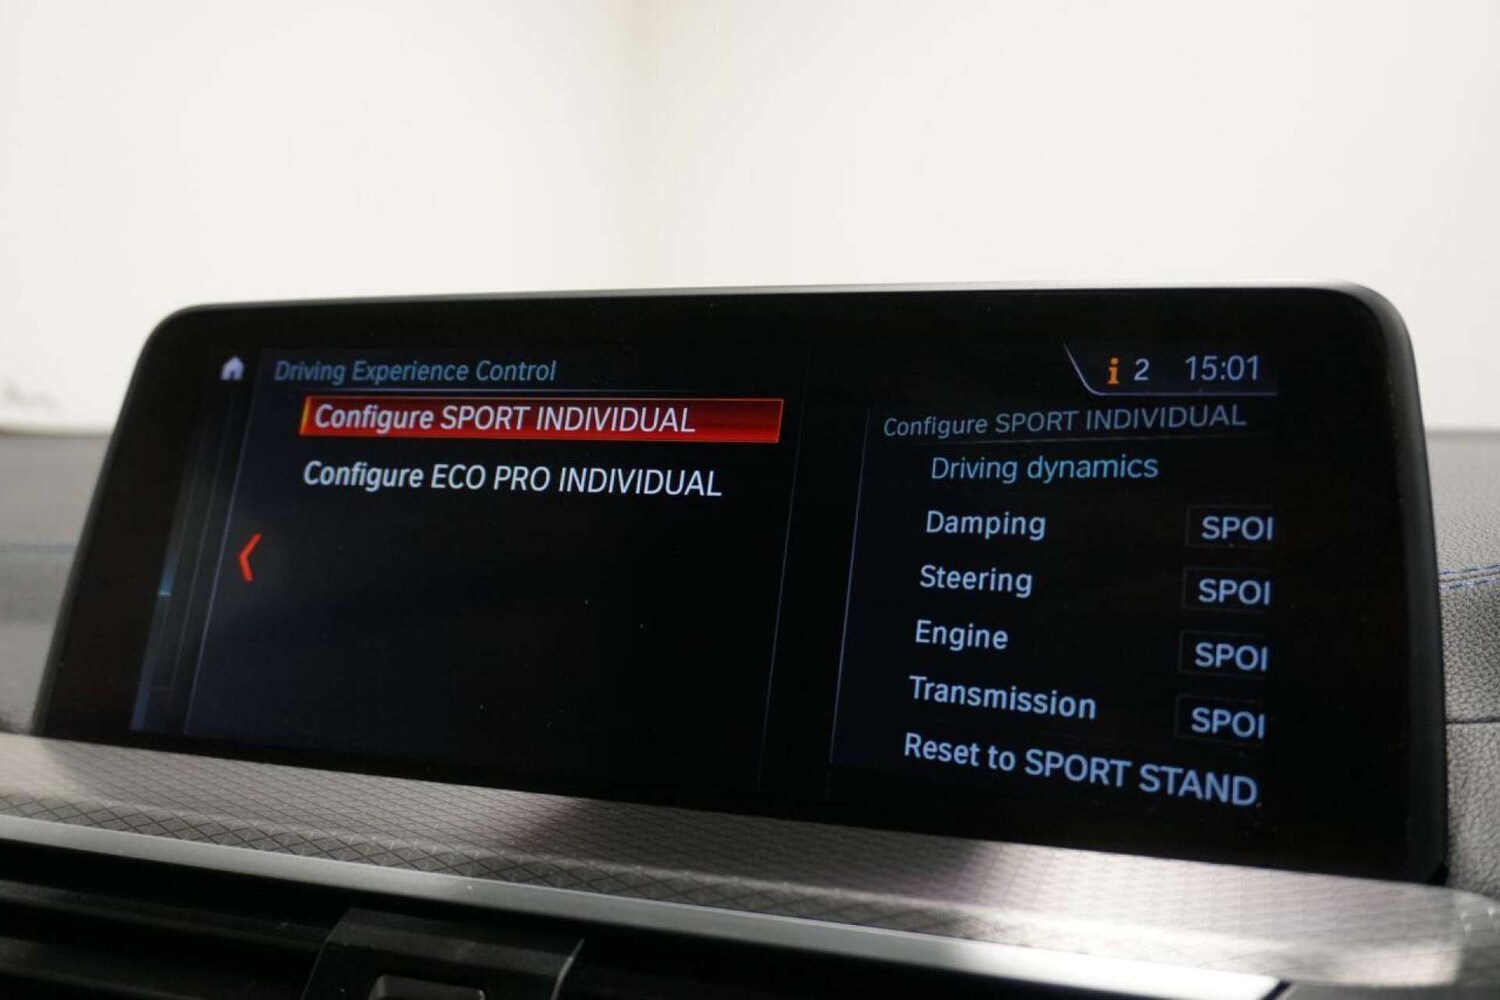 Driving Experience Control
i 2 15:01
Configure SPORT INDIVIDUAL
Configure ECO PRO INDIVIDUAL
Configure SPORT INDIVIDUAL
Driving dynamics
Damping SPOI
Steering SPOI
Engine SPOI
Transmission SPOI
Reset to SPORT STAND.